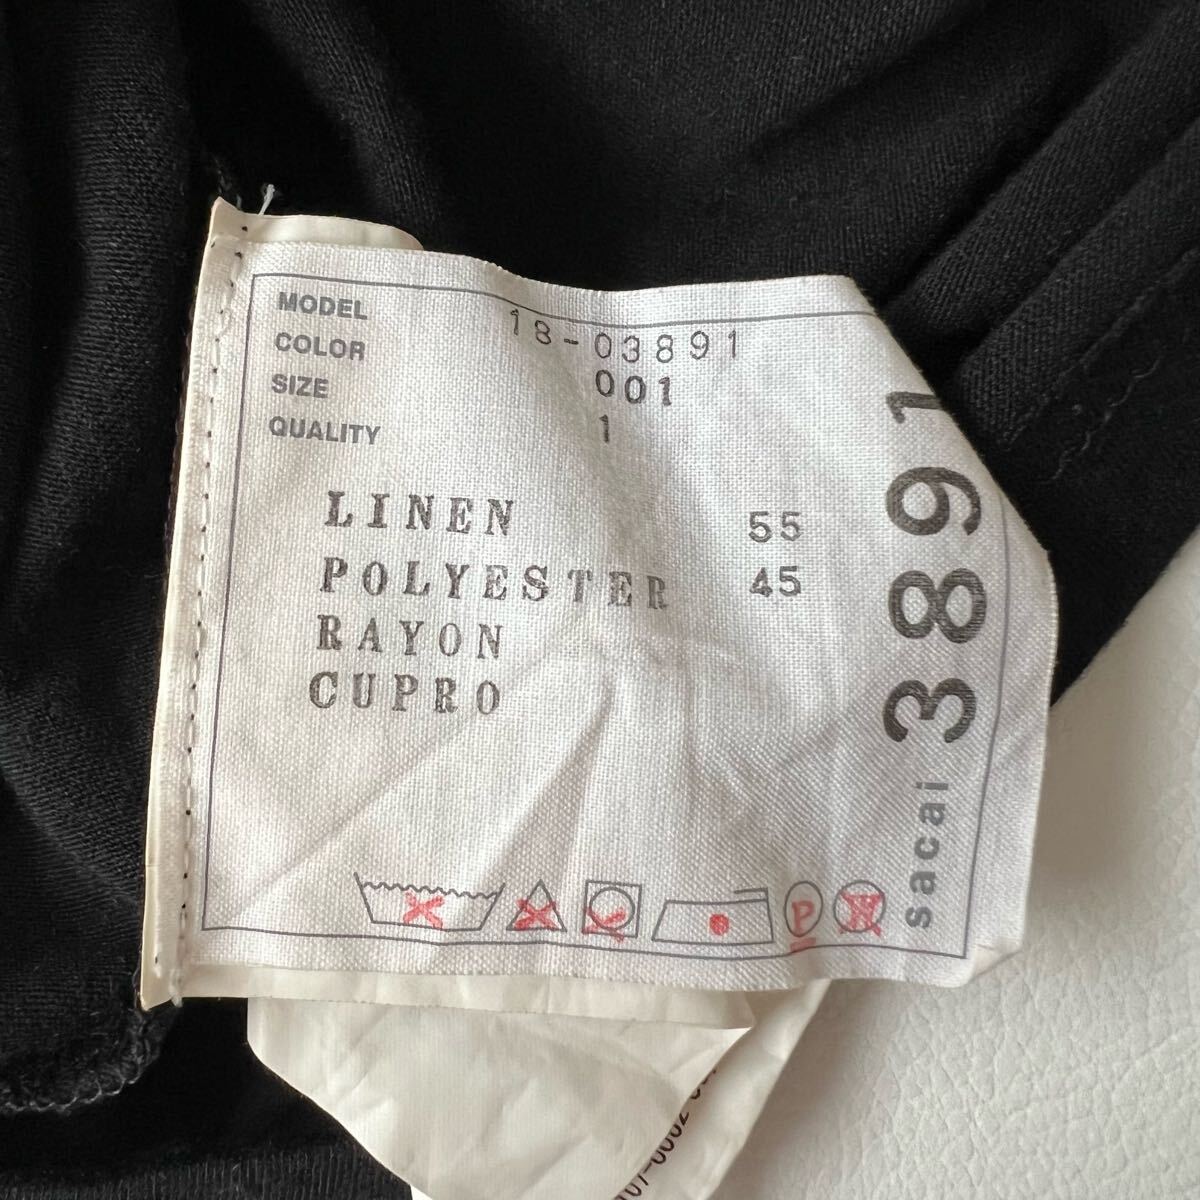 MODEL 18-03891
COLOR 001
SIZE 1
QUALITY
LINEN 55
POLYESTER 45
RAYON
CUPRO
P
sacai 3891